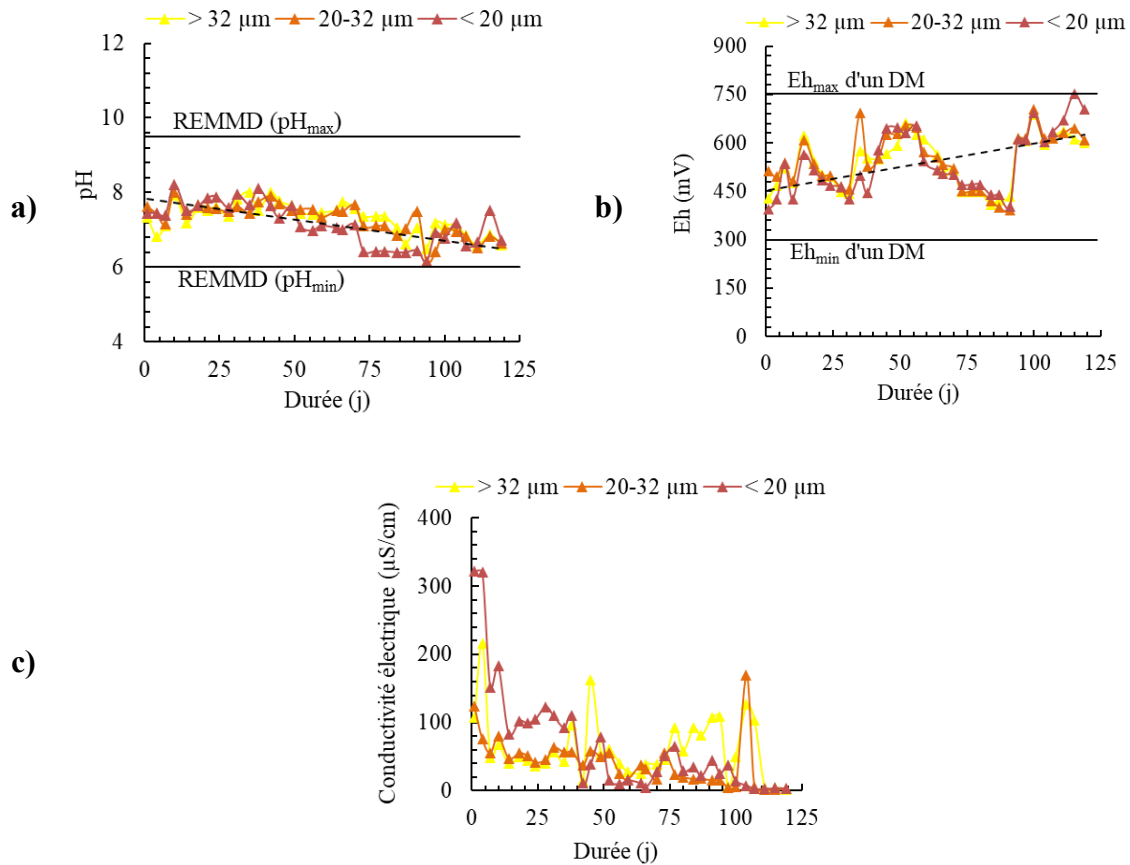 > 32 µm 20-32 µm < 20 µm
a)
pH
12
10
8
6
4
REMMD (pHmax)
REMMD (pHmin)
0 25 50 75 100 125
Durée (j)
> 32 µm 20-32 µm < 20 µm
b)
Eh (mV)
900
750
600
450
300
150
0
Ehmax d'un DM
Ehmin d'un DM
0 25 50 75 100 125
Durée (j)
> 32 µm 20-32 µm < 20 µm
c)
Conductivité électrique (µS/cm)
400
300
200
100
0
0 25 50 75 100 125
Durée (j)